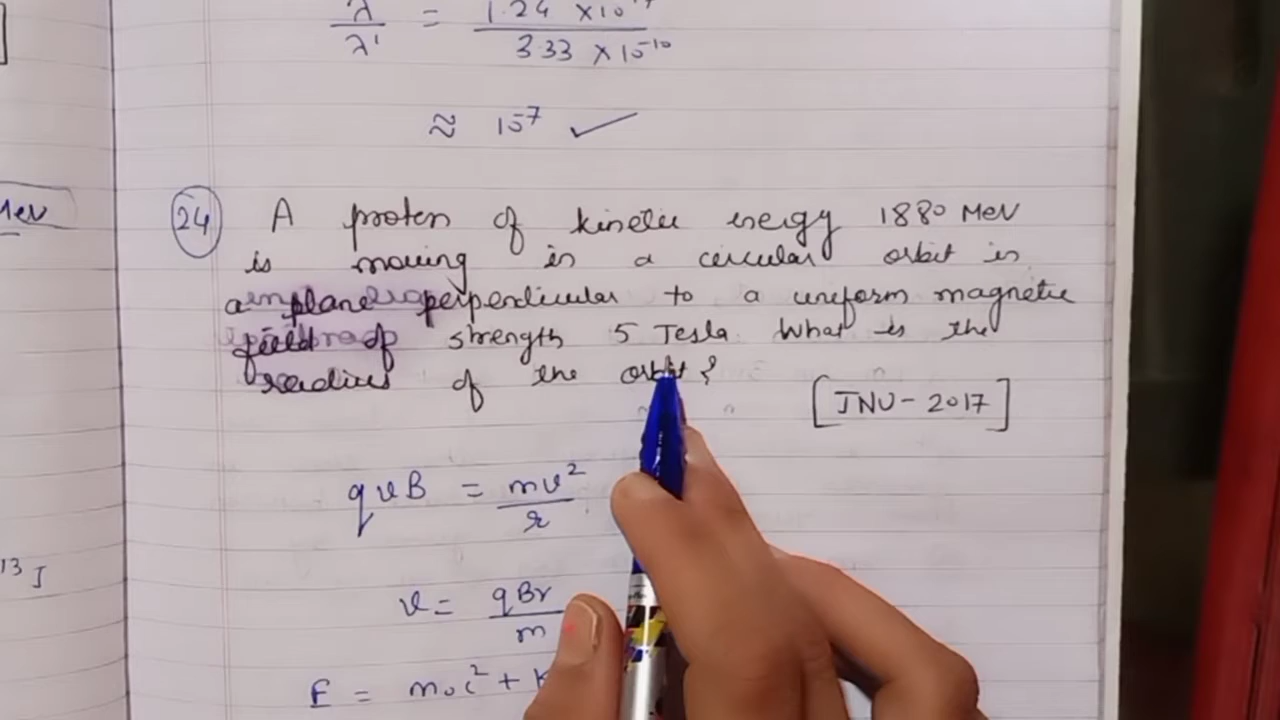 λ/λ' = 1.24 × 10 / 3.33 × 10⁻¹⁰
≈ 10⁻⁷ ✓
MeV
24 A proton of kinetic energy 1880 MeV
is moving in a circular orbit in
a plane perpendicular to a uniform magnetic
field of strength 5 Tesla. What is the
radius of the orbit?
[JNU - 2017]
qvB = mv²/r
13 J
v = qBr/m
E = m₀c² + K